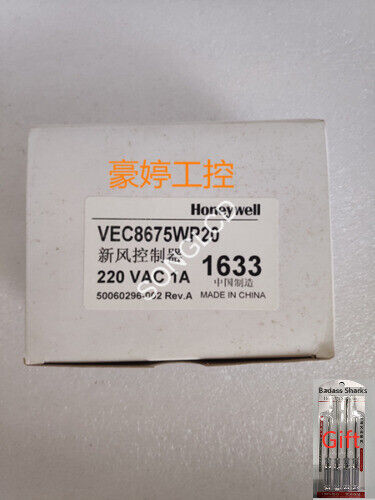 豪婷工控
Honeywell
VEC8675WP20
新风控制器
220 VAC 1A
1633
中国制造
50060296-002 Rev.A
MADE IN CHINA
SONGLCD
Badass Sharks
Gift